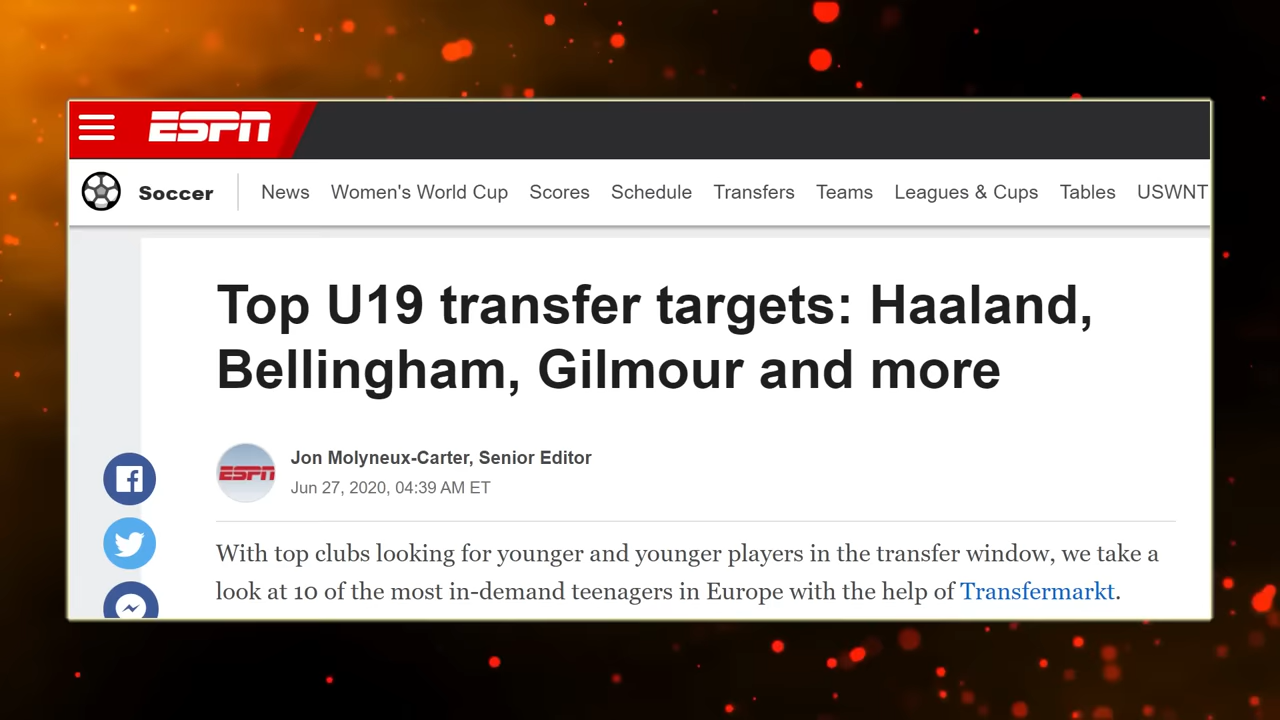 ESPN
Soccer News Women's World Cup Scores Schedule Transfers Teams Leagues & Cups Tables USWNT
Top U19 transfer targets: Haaland,
Bellingham, Gilmour and more
ESPN
Jon Molyneux-Carter, Senior Editor
Jun 27, 2020, 04:39 AM ET
With top clubs looking for younger and younger players in the transfer window, we take a
look at 10 of the most in-demand teenagers in Europe with the help of Transfermarkt.